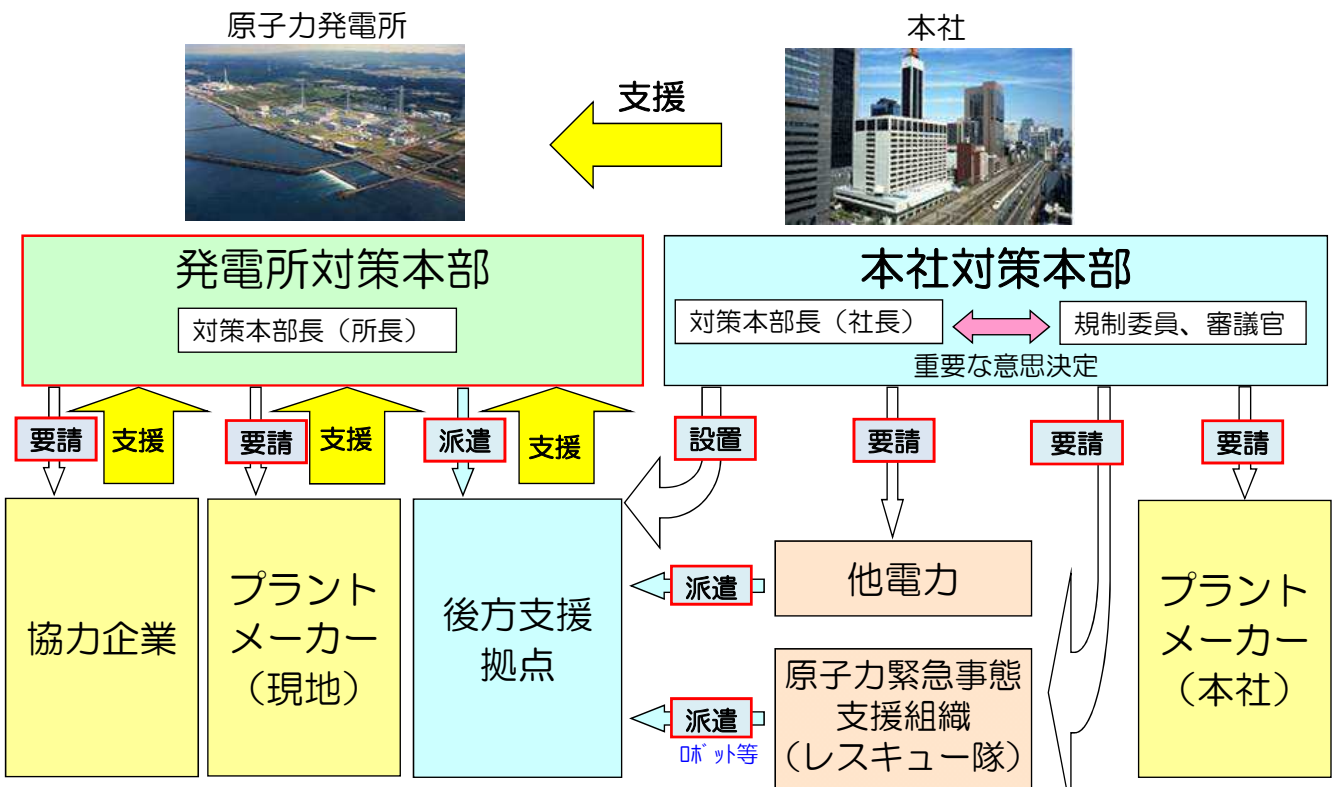 原子力発電所
本社
支援
発電所対策本部
対策本部長（所長）
本社対策本部
対策本部長（社長）
規制委員、審議官
重要な意思決定
要請
支援
要請
支援
派遣
支援
設置
要請
要請
要請
協力企業
プラント
メーカー
（現地）
後方支援
拠点
派遣
他電力
派遣
ﾛﾎﾞｯﾄ等
原子力緊急事態
支援組織
（レスキュー隊）
プラント
メーカー
（本社）